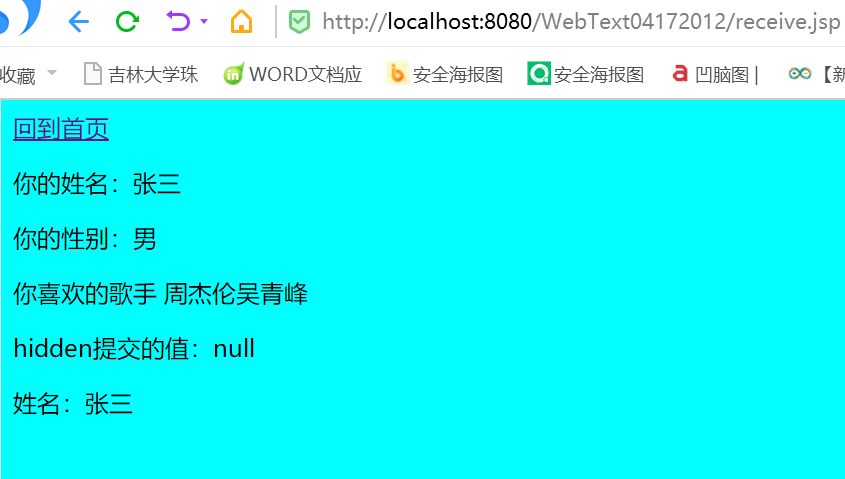 http://localhost:8080/WebText04172012/receive.jsp
收藏 吉林大学珠 WORD文档应 安全海报图 安全海报图 凹脑图 | 【新
回到首页
你的姓名：张三
你的性别：男
你喜欢的歌手 周杰伦吴青峰
hidden提交的值：null
姓名：张三